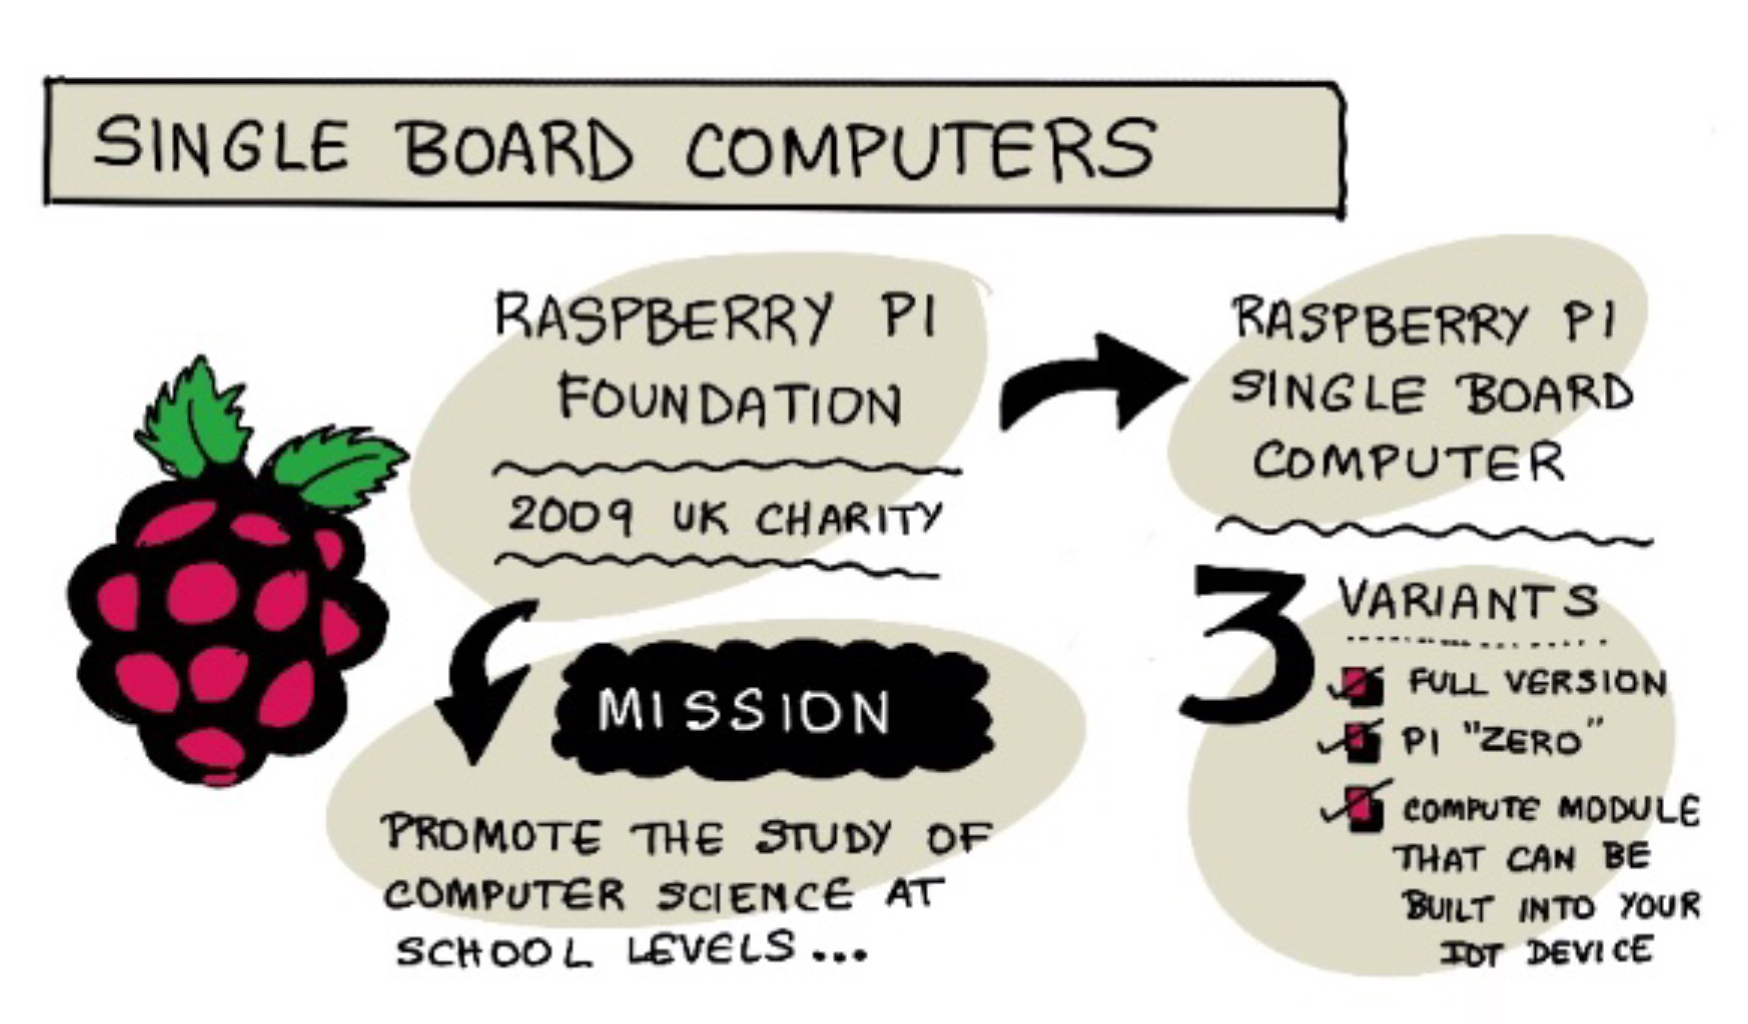 SINGLE BOARD COMPUTERS
RASPBERRY PI
FOUNDATION
2009 UK CHARITY
MISSION
PROMOTE THE STUDY OF
COMPUTER SCIENCE AT
SCHOOL LEVELS...
RASPBERRY PI
SINGLE BOARD
COMPUTER
3 VARIANTS
FULL VERSION
PI "ZERO"
COMPUTE MODULE
THAT CAN BE
BUILT INTO YOUR
IOT DEVICE